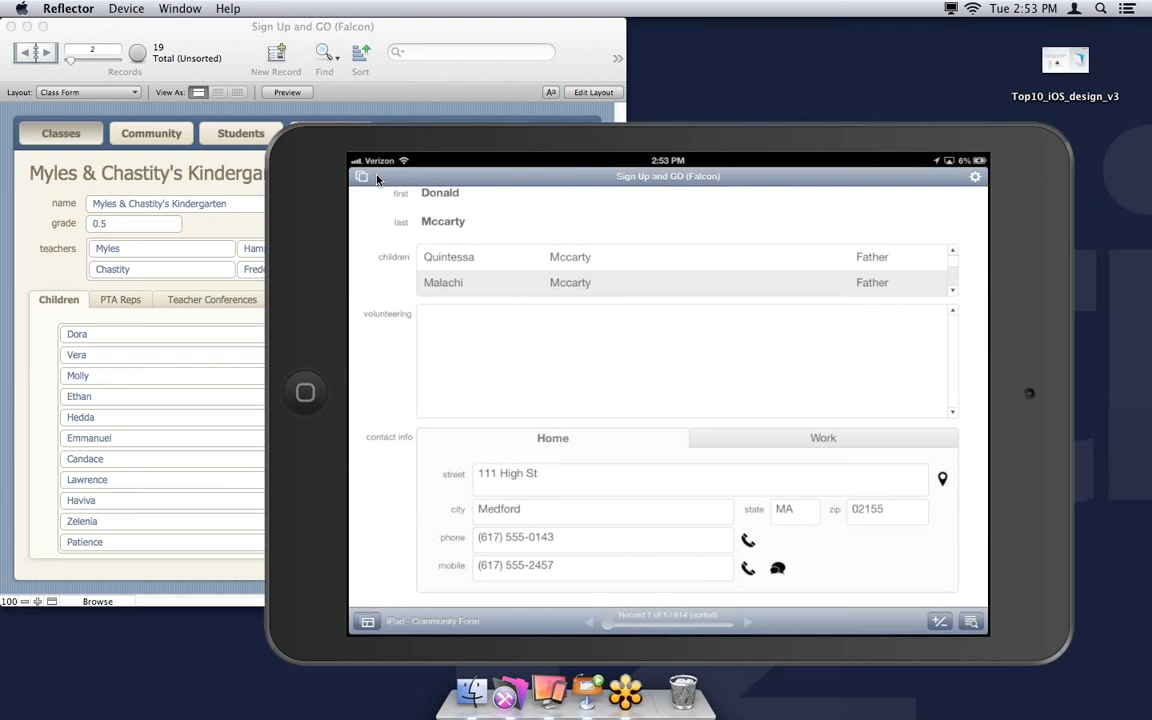 Reflector Device Window Help Tue 2:53 PM
Sign Up and GO (Falcon)
2 19
Total (Unsorted)
Records New Record Find Sort
Layout: Class Form View As: Preview Aa Edit Layout
Top10_iOS_design_v3
Classes Community Students
Myles & Chastity's Kinderga
name Myles & Chastity's Kindergarten
grade 0.5
teachers Myles Ham
Chastity Frede
Children PTA Reps Teacher Conferences
Dora
Vera
Molly
Ethan
Hedda
Emmanuel
Candace
Lawrence
Haviva
Zelenia
Patience
100 Browse
Verizon 2:53 PM 6%
Sign Up and GO (Falcon)
first Donald
last Mccarty
children Quintessa Mccarty Father
Malachi Mccarty Father
volunteering
contact info Home Work
street 111 High St
city Medford state MA zip 02155
phone (617) 555-0143
mobile (617) 555-2457
iPad - Community Form Record 1 of 1 / 614 (sorted)